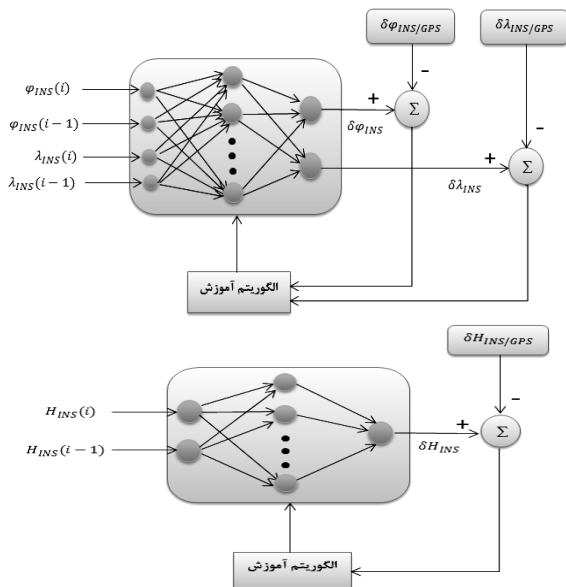 δφ_INS/GPS
δλ_INS/GPS
φ_INS(i)
φ_INS(i−1)
λ_INS(i)
λ_INS(i−1)
+
−
Σ
δφ_INS
+
−
Σ
δλ_INS
الگوریتم آموزش
δH_INS/GPS
H_INS(i)
H_INS(i−1)
+
−
Σ
δH_INS
الگوریتم آموزش